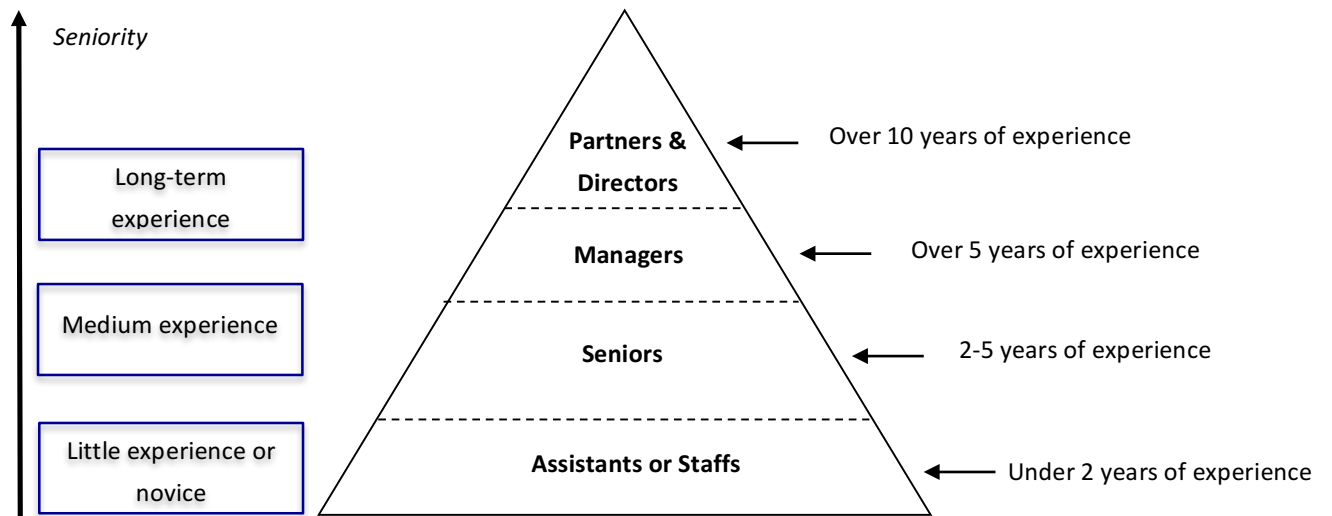 Seniority
Partners &
Directors
Over 10 years of experience
Long-term
experience
Managers
Over 5 years of experience
Medium experience
Seniors
2-5 years of experience
Little experience or
novice
Assistants or Staffs
Under 2 years of experience